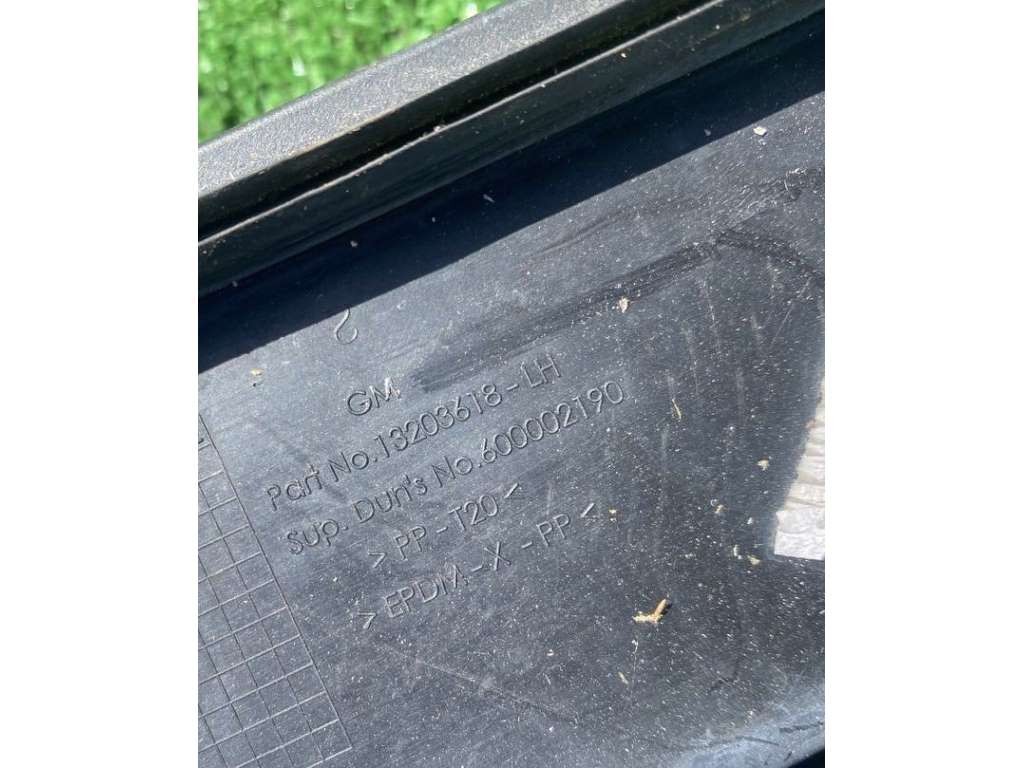 GM
Part No.13203618-LH
Sup. Dun's No.600002190
> PP-T20 <
> EPDM-X -PP <